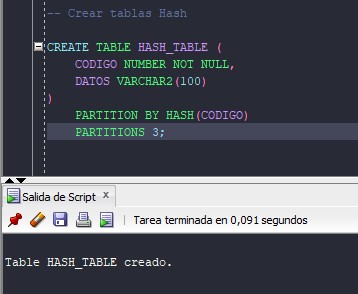 -- Crear tablas Hash
CREATE TABLE HASH_TABLE (
CODIGO NUMBER NOT NULL,
DATOS VARCHAR2(100)
)
PARTITION BY HASH(CODIGO)
PARTITIONS 3;
Salida de Script x
Tarea terminada en 0,091 segundos
Table HASH_TABLE creado.